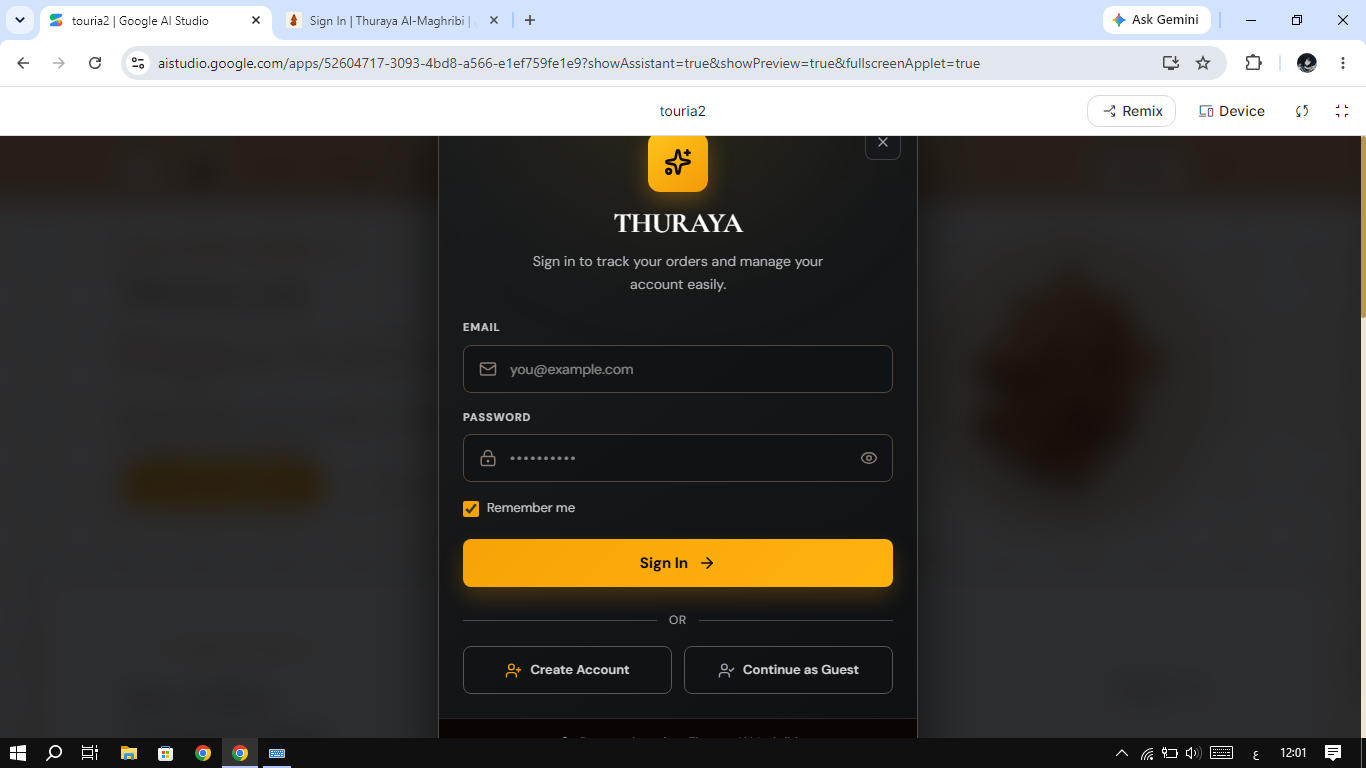 touria2 | Google AI Studio
Sign In | Thuraya Al-Maghribi |
Ask Gemini
aistudio.google.com/apps/52604717-3093-4bd8-a566-e1ef759fe1e9?showAssistant=true&showPreview=true&fullscreenApplet=true
touria2
Remix
Device
THURAYA
Sign in to track your orders and manage your
account easily.
EMAIL
you@example.com
PASSWORD
••••••••••
Remember me
Sign In
OR
Create Account
Continue as Guest
ع
12:01